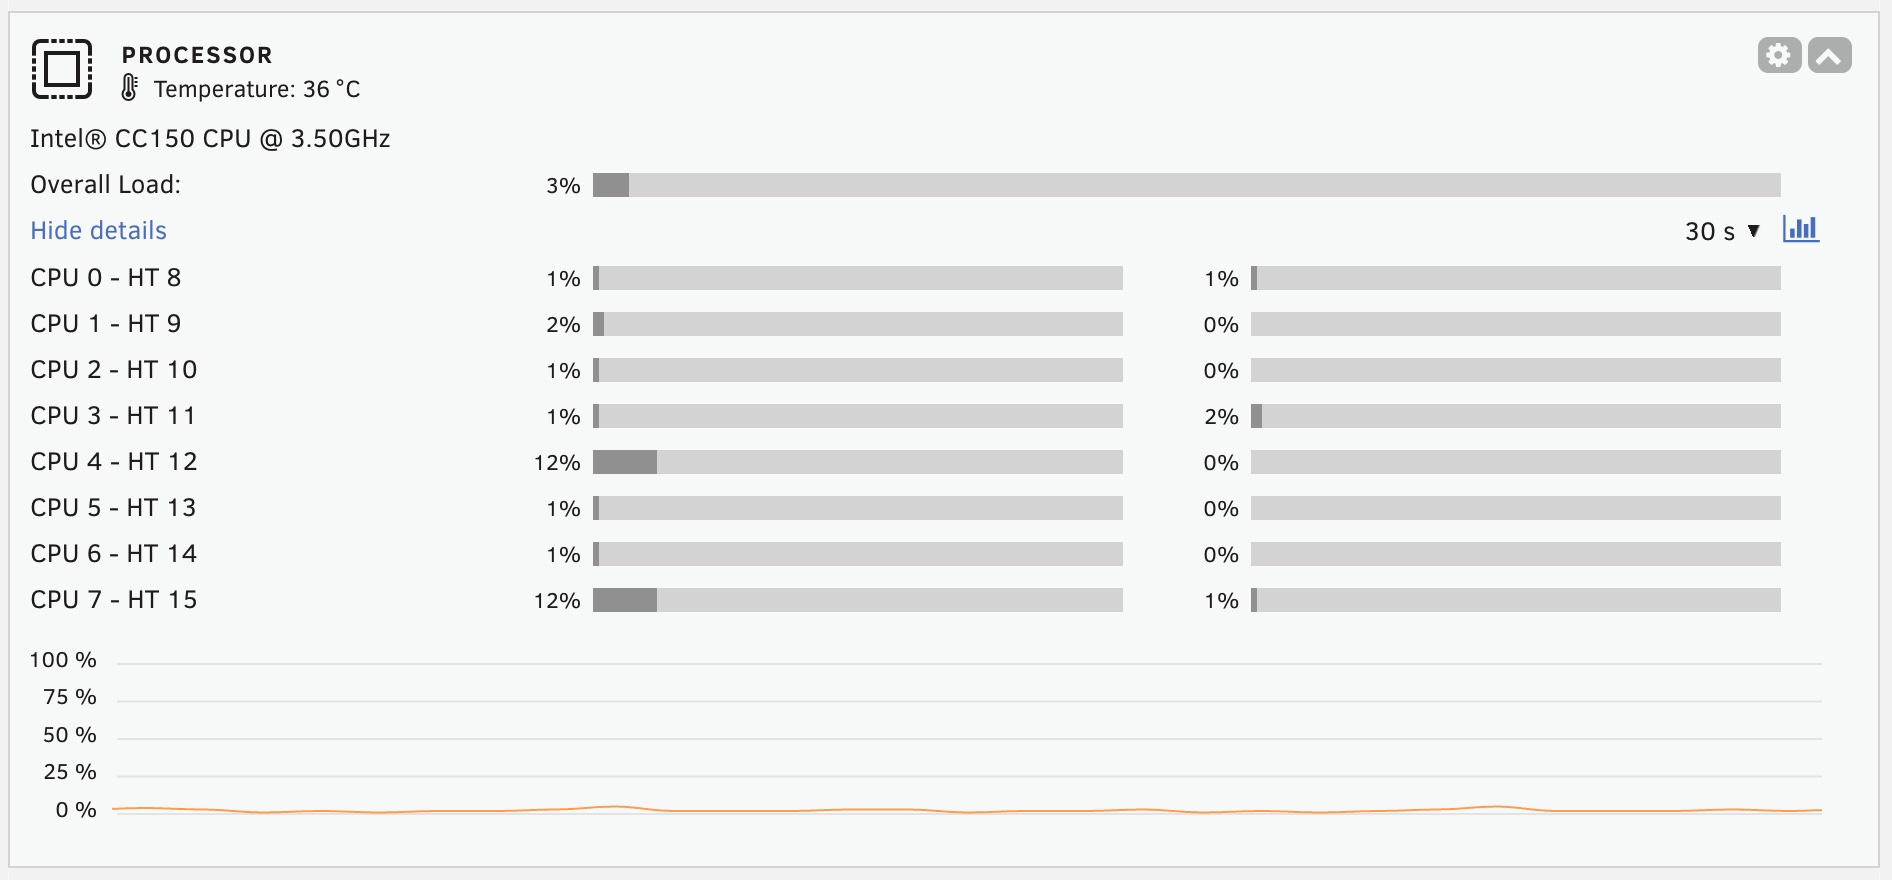 PROCESSOR
Temperature: 36 °C
Intel® CC150 CPU @ 3.50GHz
Overall Load: 3%
Hide details 30 s ▼
CPU 0 - HT 8 1% 1%
CPU 1 - HT 9 2% 0%
CPU 2 - HT 10 1% 0%
CPU 3 - HT 11 1% 2%
CPU 4 - HT 12 12% 0%
CPU 5 - HT 13 1% 0%
CPU 6 - HT 14 1% 0%
CPU 7 - HT 15 12% 1%
100 %
75 %
50 %
25 %
0 %